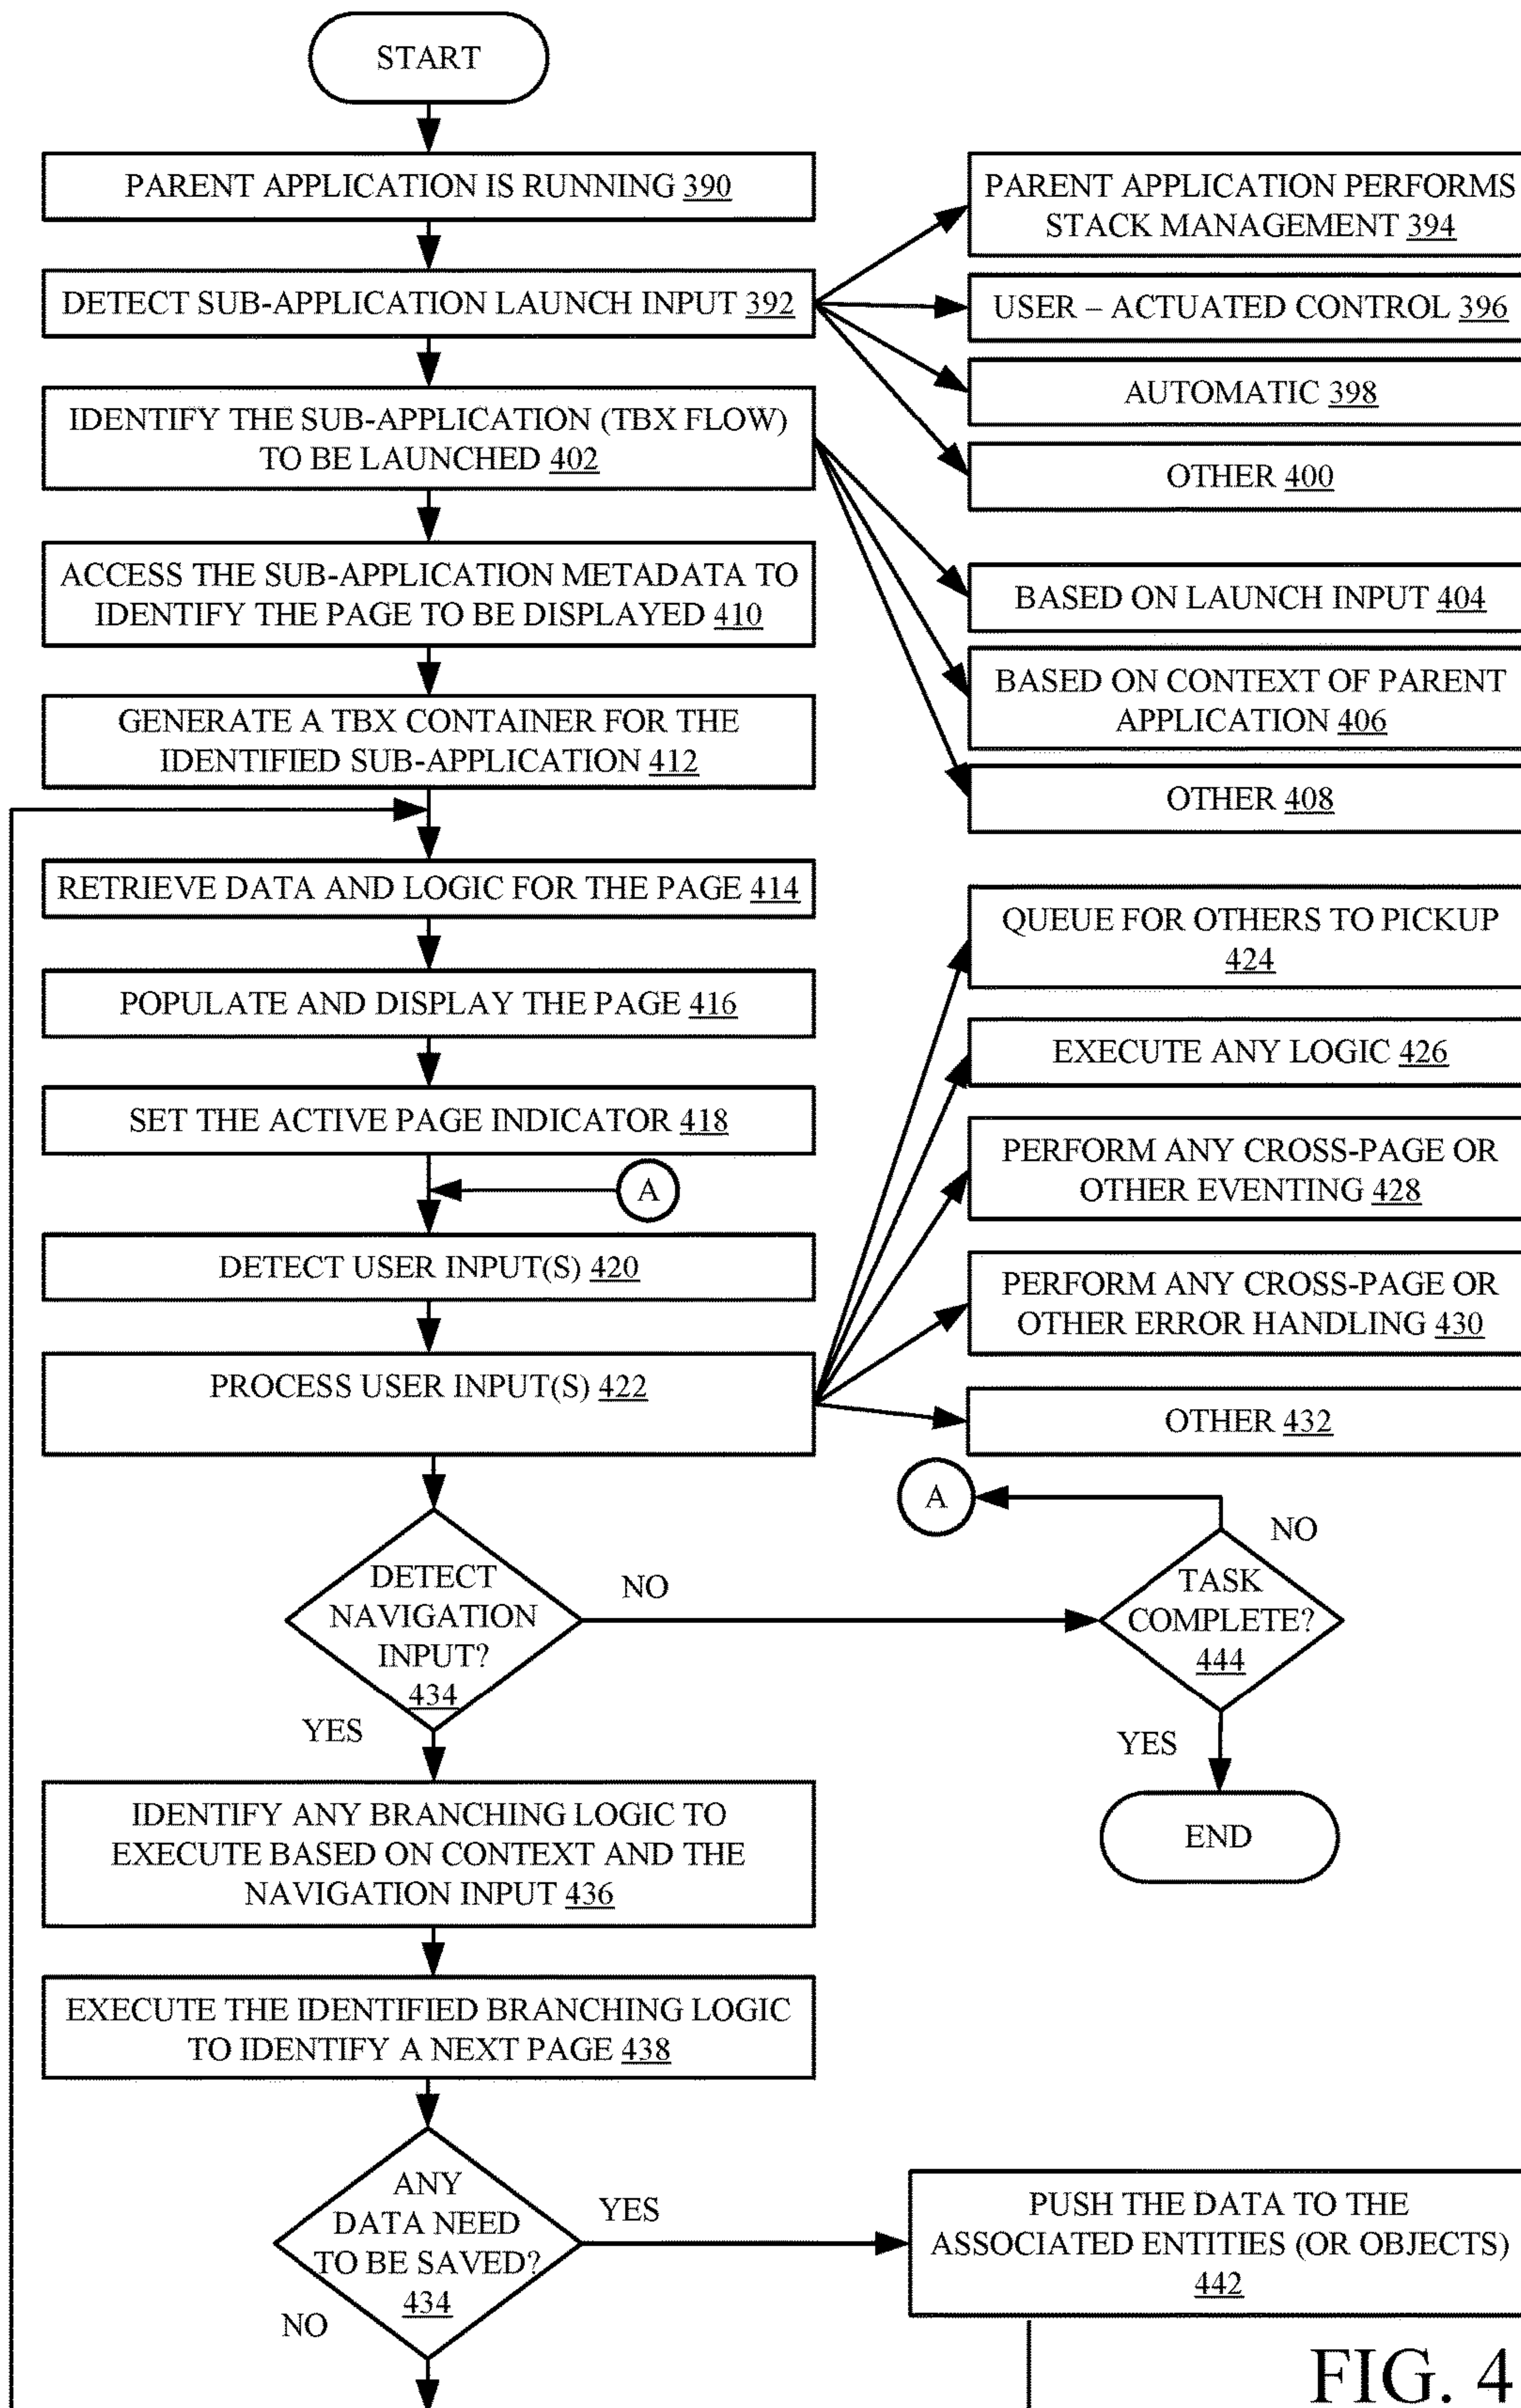 START
PARENT APPLICATION IS RUNNING 390
DETECT SUB-APPLICATION LAUNCH INPUT 392
PARENT APPLICATION PERFORMS
STACK MANAGEMENT 394
USER – ACTUATED CONTROL 396
AUTOMATIC 398
OTHER 400
IDENTIFY THE SUB-APPLICATION (TBX FLOW)
TO BE LAUNCHED 402
BASED ON LAUNCH INPUT 404
BASED ON CONTEXT OF PARENT
APPLICATION 406
OTHER 408
ACCESS THE SUB-APPLICATION METADATA TO
IDENTIFY THE PAGE TO BE DISPLAYED 410
GENERATE A TBX CONTAINER FOR THE
IDENTIFIED SUB-APPLICATION 412
RETRIEVE DATA AND LOGIC FOR THE PAGE 414
POPULATE AND DISPLAY THE PAGE 416
SET THE ACTIVE PAGE INDICATOR 418
A
DETECT USER INPUT(S) 420
PROCESS USER INPUT(S) 422
QUEUE FOR OTHERS TO PICKUP
424
EXECUTE ANY LOGIC 426
PERFORM ANY CROSS-PAGE OR
OTHER EVENTING 428
PERFORM ANY CROSS-PAGE OR
OTHER ERROR HANDLING 430
OTHER 432
DETECT
NAVIGATION
INPUT?
434
NO
YES
A
NO
TASK
COMPLETE?
444
YES
END
IDENTIFY ANY BRANCHING LOGIC TO
EXECUTE BASED ON CONTEXT AND THE
NAVIGATION INPUT 436
EXECUTE THE IDENTIFIED BRANCHING LOGIC
TO IDENTIFY A NEXT PAGE 438
ANY
DATA NEED
TO BE SAVED?
434
YES
NO
PUSH THE DATA TO THE
ASSOCIATED ENTITIES (OR OBJECTS)
442
FIG. 4